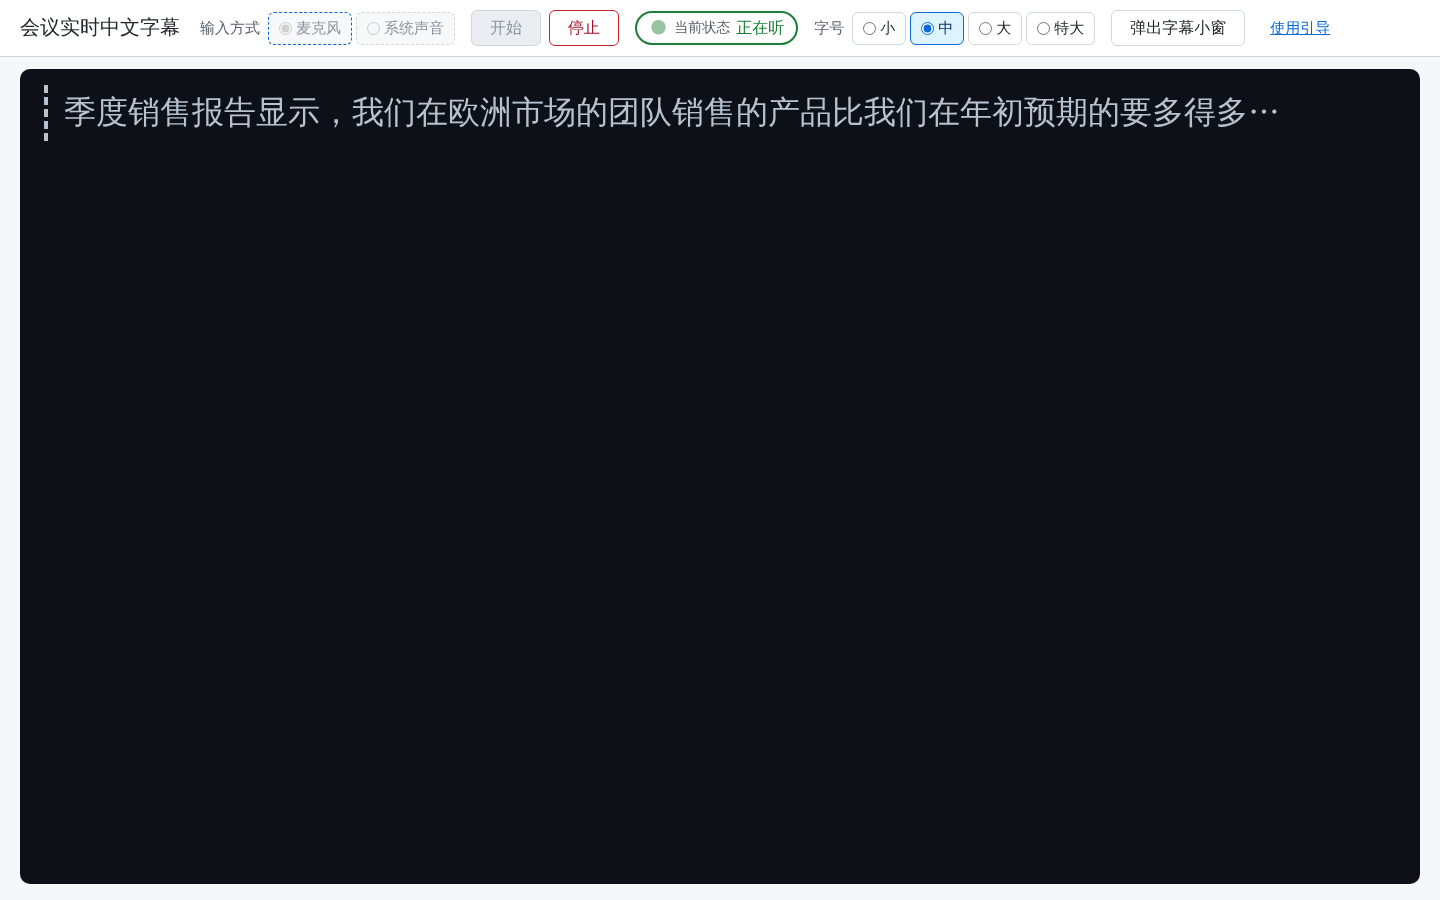 会议实时中文字幕 输入方式 麦克风 系统声音 开始 停止 当前状态 正在听 字号 小 中 大 特大 弹出字幕小窗 使用引导
季度销售报告显示，我们在欧洲市场的团队销售的产品比我们在年初预期的要多得多…